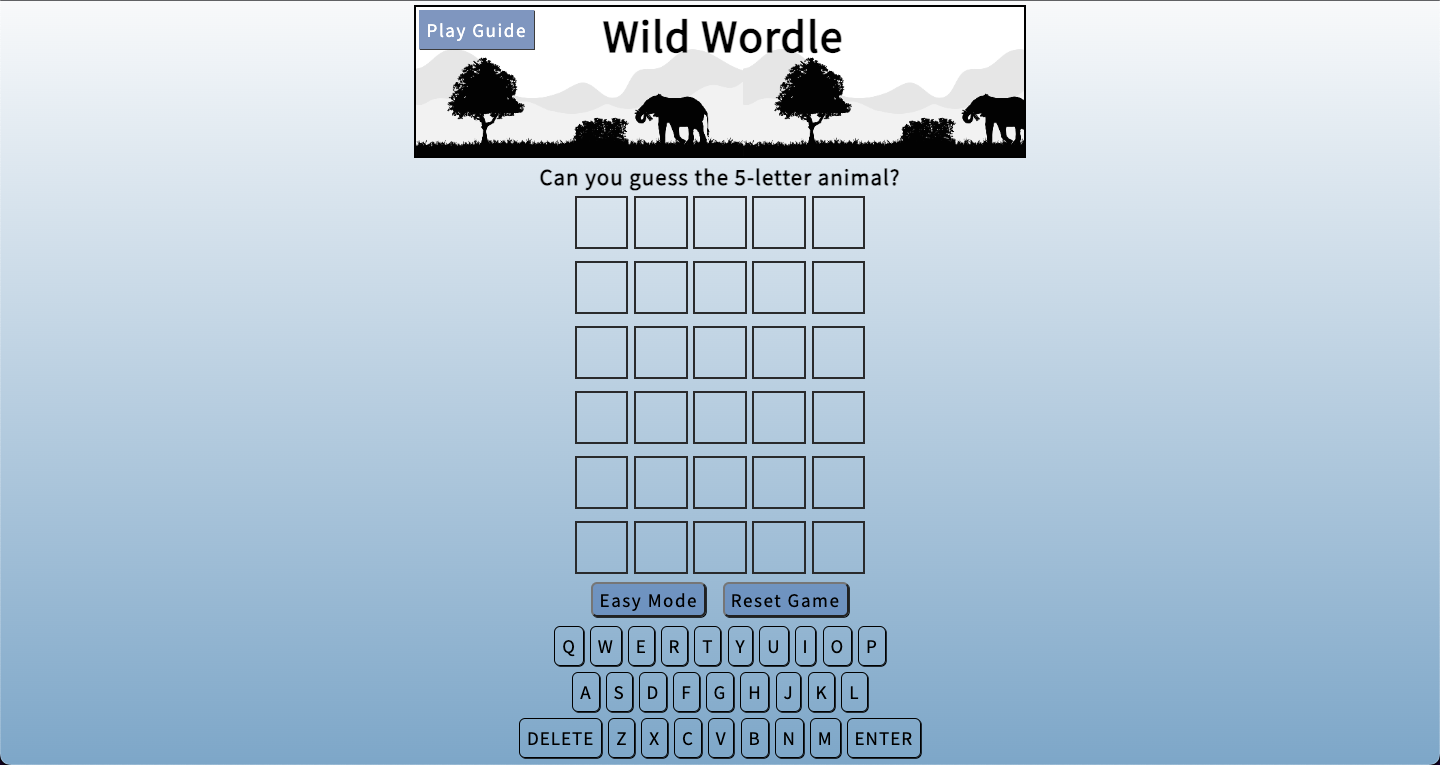 Play Guide
Wild Wordle
Can you guess the 5-letter animal?
Easy Mode Reset Game
Q W E R T Y U I O P
A S D F G H J K L
DELETE Z X C V B N M ENTER